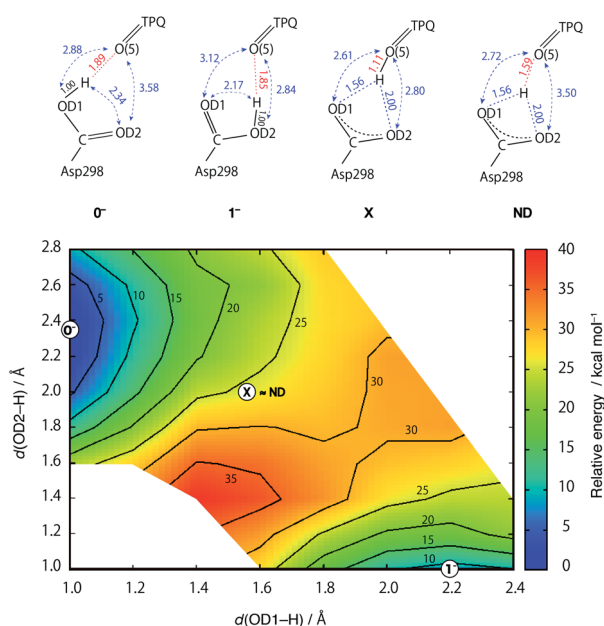 TPQ TPQ TPQ TPQ
2.88 1.89 O(5) 3.12 O(5) 2.61 O(5) 2.72 O(5)
1.00 H 2.34 3.58 2.17 1.85 2.84 1.11 H 1.56 2.00 2.80 1.59 H 1.56 2.00 3.50
OD1 OD2 OD1 H 1.00 OD2 OD1 OD2 OD1 OD2
C
Asp298 Asp298 Asp298 Asp298
0⁻ 1⁻ X ND
d(OD2–H) / Å
2.8
2.6
2.4
2.2
2.0
1.8
1.6
1.4
1.2
1.0
0⁻ 5 10 15 20 25
X ≈ ND
30
30
35
25
20
15
10
1⁻
1.0 1.2 1.4 1.6 1.8 2.0 2.2 2.4
d(OD1–H) / Å
40
35
30
25
20
15
10
5
0
Relative energy / kcal mol⁻¹